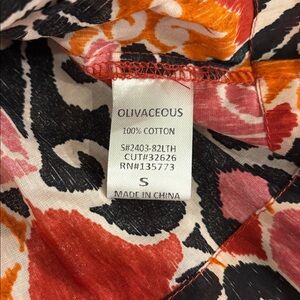 OLIVACEOUS
100% COTTON
S#2403-82LTH
CUT#32626
RN#135773
S
MADE IN CHINA